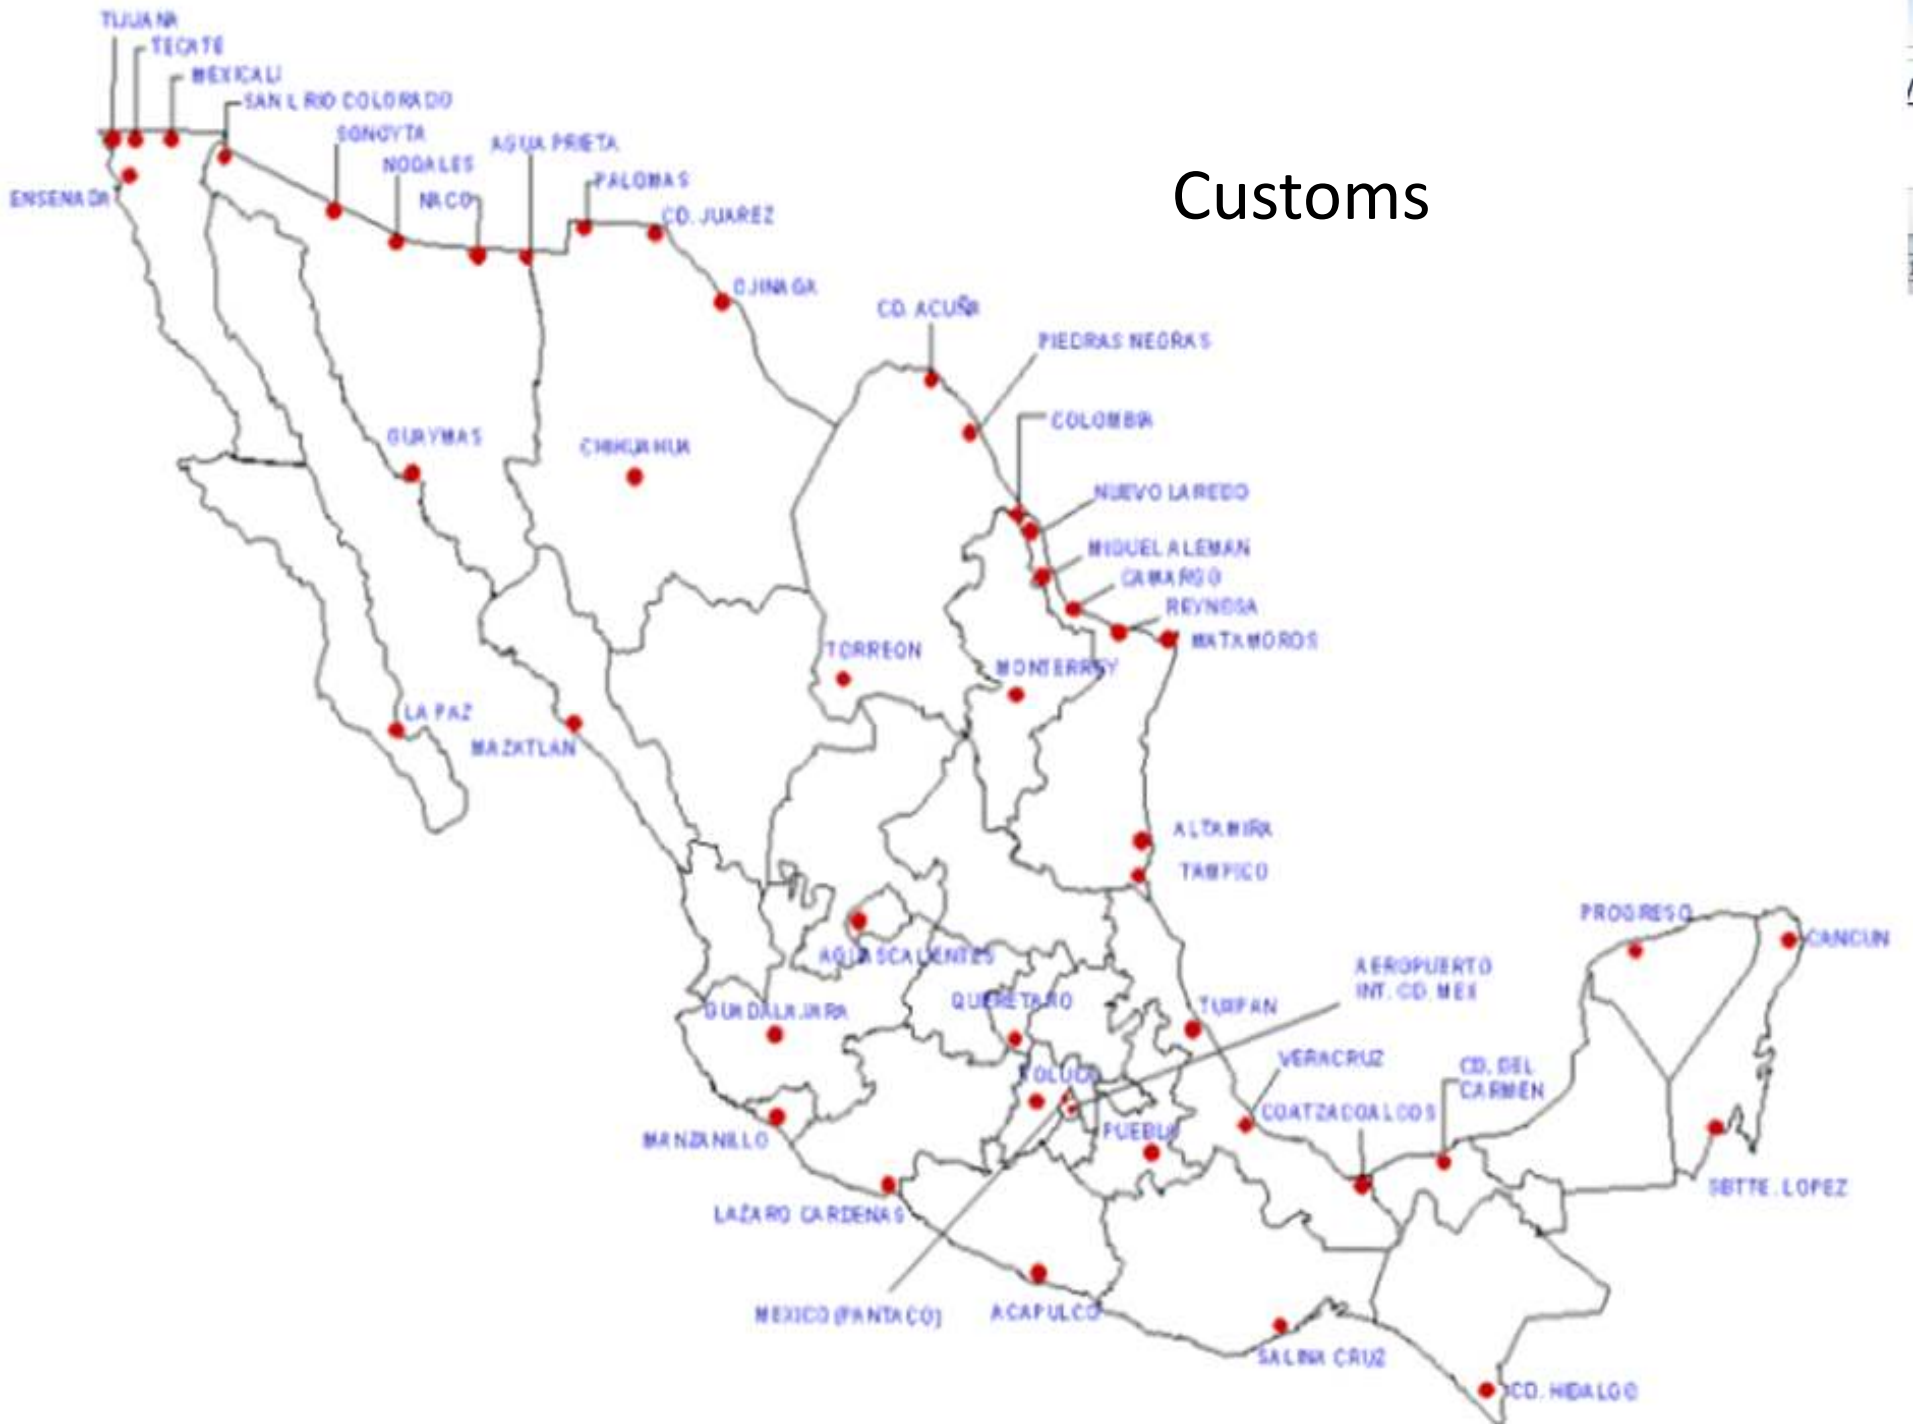 TIJUANA
TECATE
MEXICALI
SAN L RIO COLORADO
SONOYTA
AGUA PRIETA
NOGALES
PALOMAS
NACO
ENSENADA
CD. JUAREZ
Customs
OJINAGA
CD. ACUÑA
PIEDRAS NEGRAS
COLOMBIA
GUAYMAS
CHIHUAHUA
NUEVO LAREDO
MIGUEL ALEMAN
CAMARGO
REYNOSA
MATAMOROS
TORREON
MONTERREY
LA PAZ
MAZATLAN
ALTAMIRA
TAMPICO
PROGRESO
CANCUN
AGUASCALIENTES
AEROPUERTO
INT. CD. MEX
QUERETARO
GUADALAJARA
TUXPAN
VERACRUZ
CD. DEL
CARMEN
TOLUCA
COATZACOALCOS
PUEBLA
MANZANILLO
SBTTE. LOPEZ
LAZARO CARDENAS
MEXICO (PANTACO)
ACAPULCO
SALINA CRUZ
CD. HIDALGO